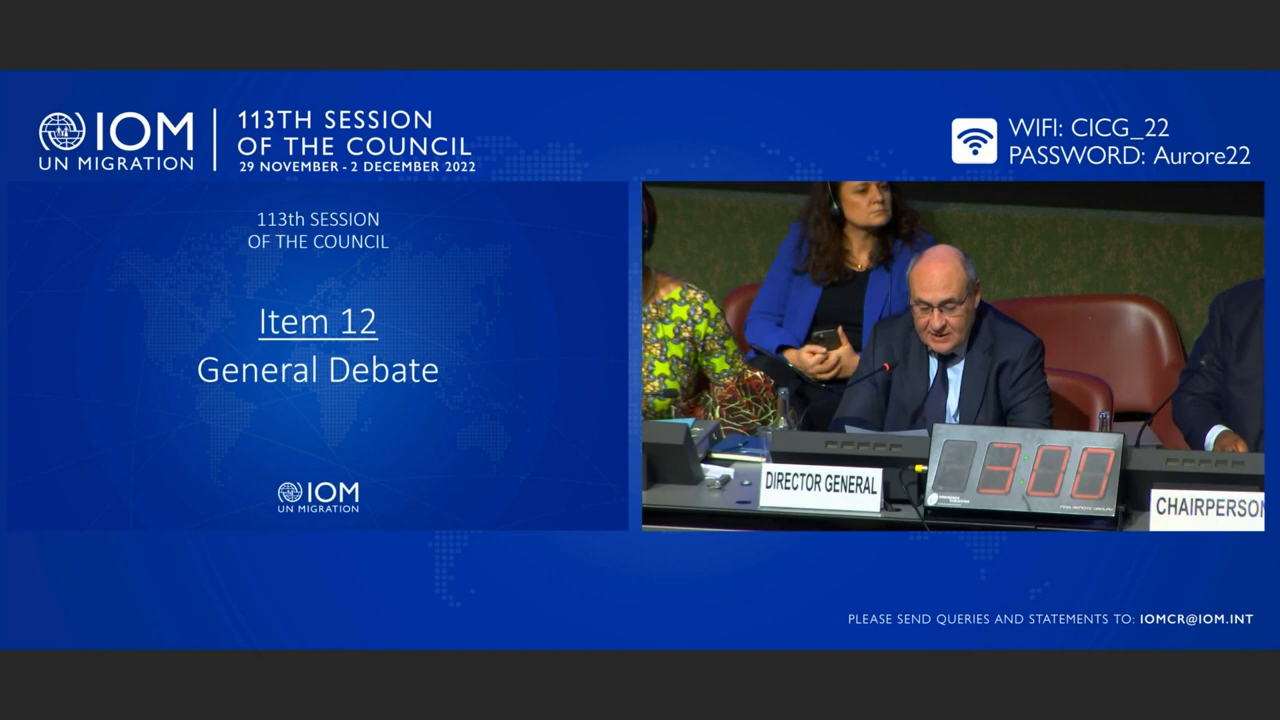 IOM
UN MIGRATION
113TH SESSION
OF THE COUNCIL
29 NOVEMBER - 2 DECEMBER 2022
WIFI: CICG_22
PASSWORD: Aurore22
113th SESSION
OF THE COUNCIL
Item 12
General Debate
IOM
UN MIGRATION
DIRECTOR GENERAL
3:00
CHAIRPERSON
PLEASE SEND QUERIES AND STATEMENTS TO: IOMCR@IOM.INT